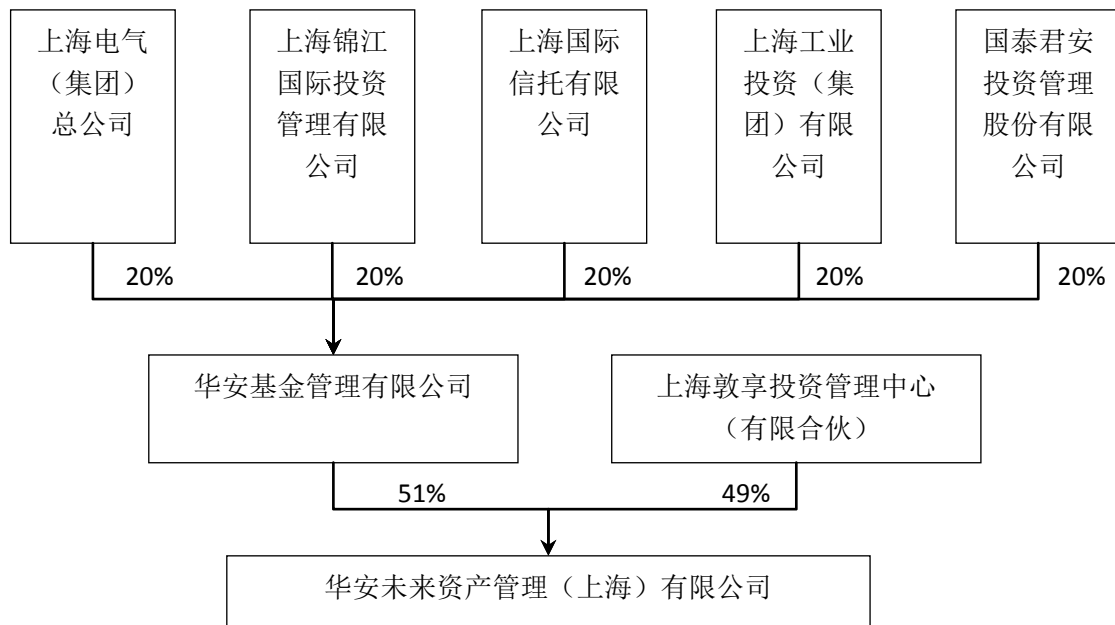 上海电气
（集团）
总公司
上海锦江
国际投资
管理有限
公司
上海国际
信托有限
公司
上海工业
投资（集
团）有限
公司
国泰君安
投资管理
股份有限
公司
20%
20%
20%
20%
20%
华安基金管理有限公司
上海敦享投资管理中心
（有限合伙）
51%
49%
华安未来资产管理（上海）有限公司